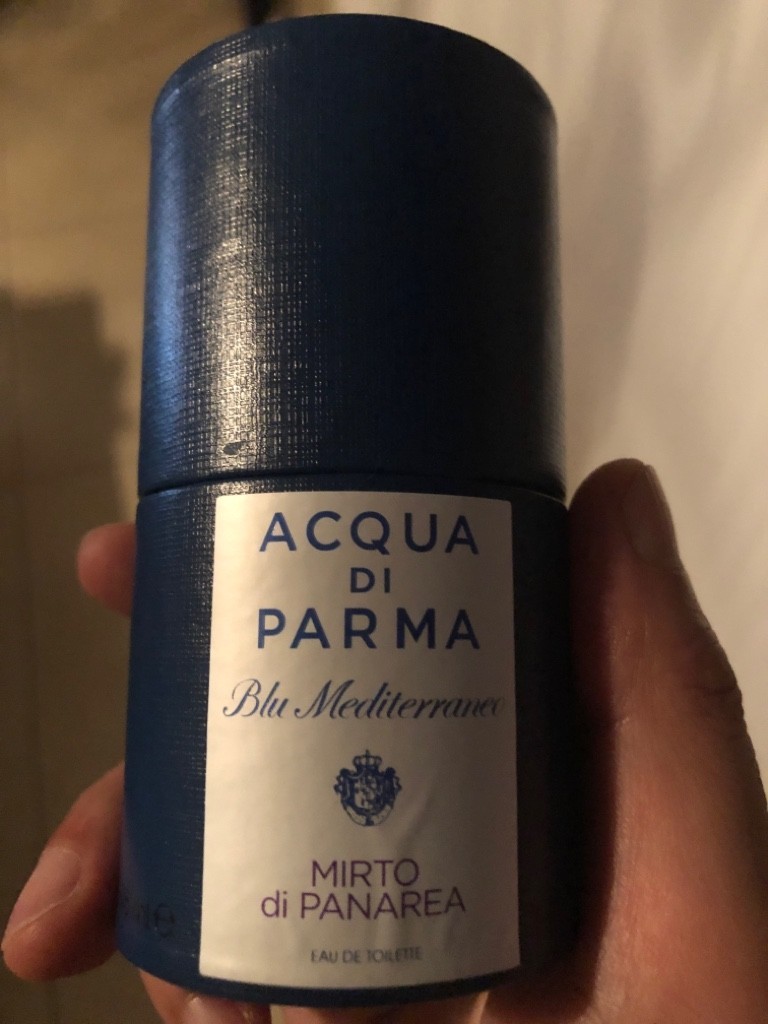 ACQUA
DI
PARMA
Blu Mediterraneo
MIRTO
di PANAREA
EAU DE TOILETTE